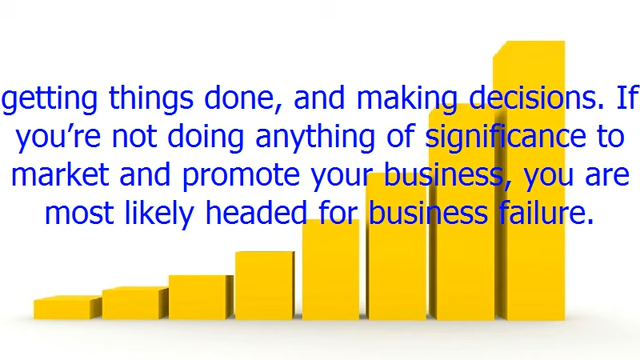 getting things done, and making decisions. If
you’re not doing anything of significance to
market and promote your business, you are
most likely headed for business failure.